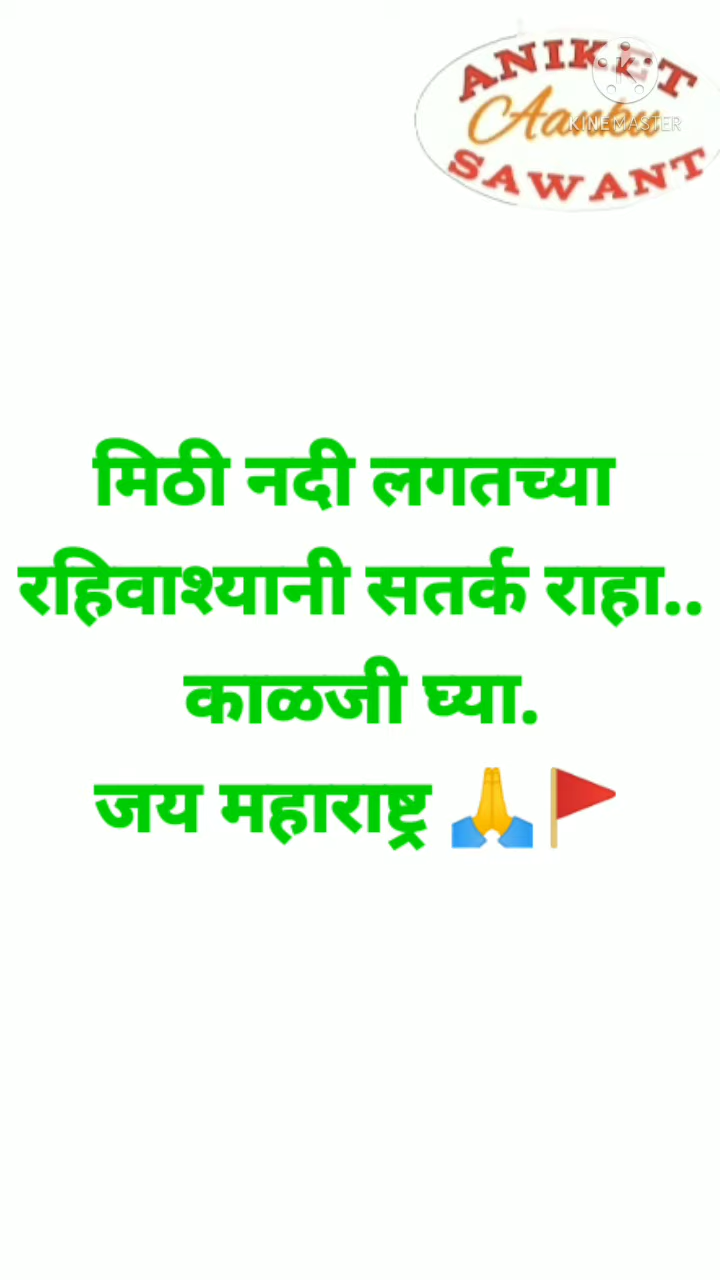 ANIKET
Aanku
SAWANT
KINEMASTER
मिठी नदी लगतच्या
रहिवाश्यानी सतर्क राहा..
काळजी घ्या.
जय महाराष्ट्र 🙏🚩